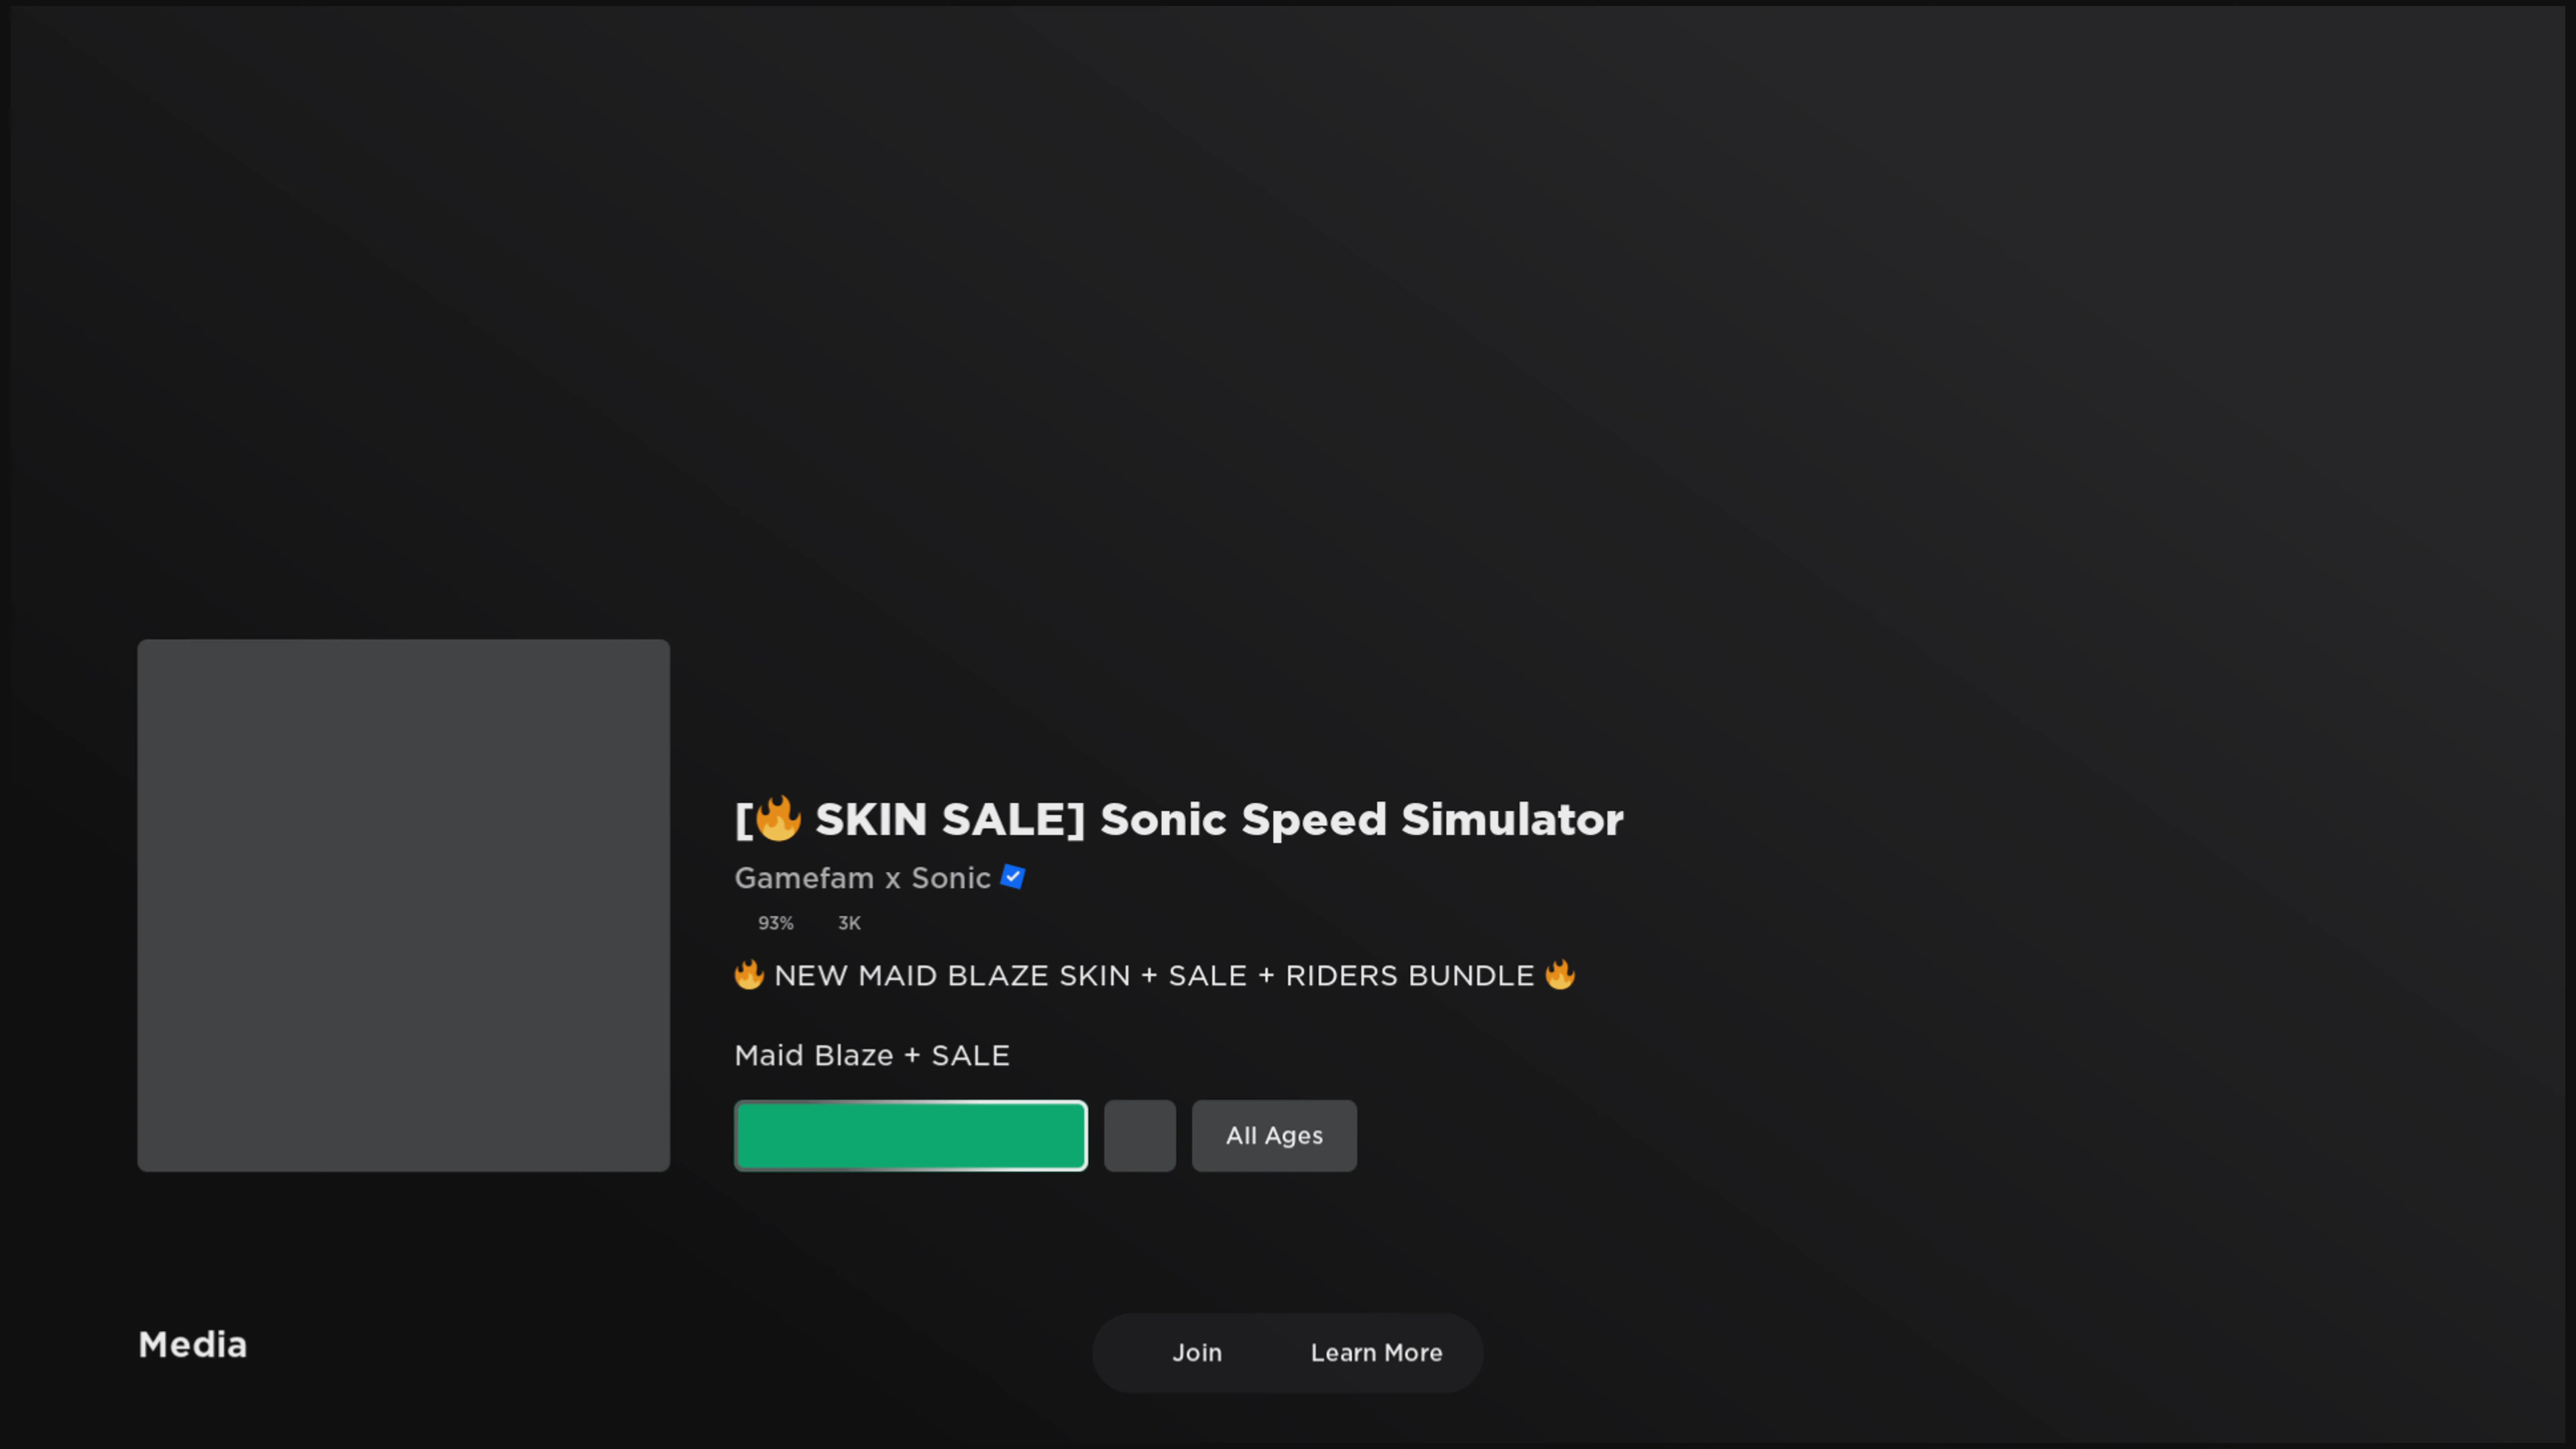 [🔥 SKIN SALE] Sonic Speed Simulator
Gamefam x Sonic
93% 3K
🔥 NEW MAID BLAZE SKIN + SALE + RIDERS BUNDLE 🔥
Maid Blaze + SALE
All Ages
Media
Join Learn More